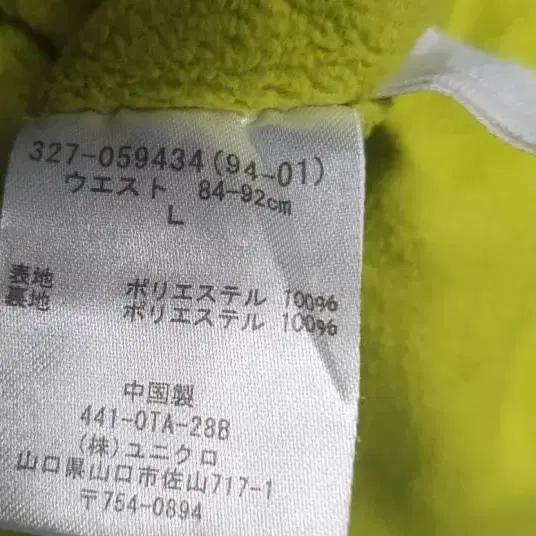 327-059434(94-01)
ウエスト 84-92cm
L
表地 ポリエステル 100%
裏地 ポリエステル 100%
中国製
441-OTA-28B
(株)ユニクロ
山口県山口市佐山717-1
〒754-0894